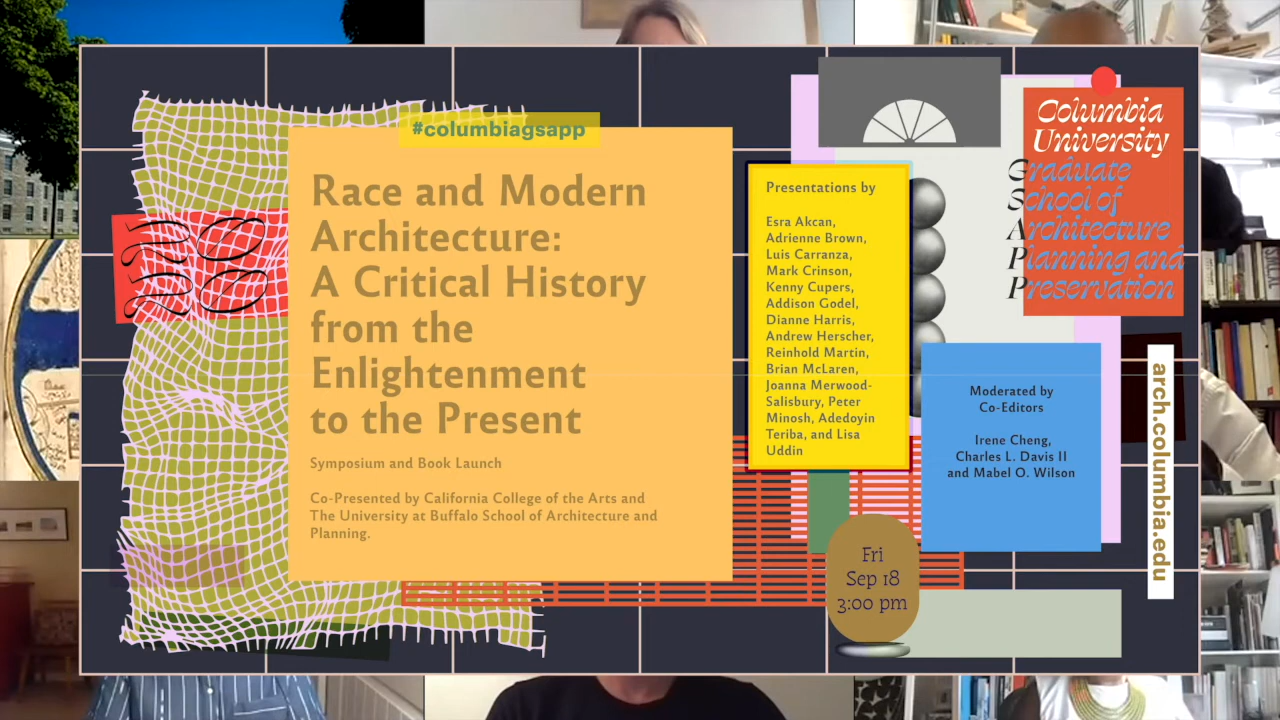 #columbiagsapp
Race and Modern
Architecture:
A Critical History
from the
Enlightenment
to the Present
Symposium and Book Launch
Co-Presented by California College of the Arts and
The University at Buffalo School of Architecture and
Planning.
Presentations by
Esra Akcan,
Adrienne Brown,
Luis Carranza,
Mark Crinson,
Kenny Cupers,
Addison Godel,
Dianne Harris,
Andrew Herscher,
Reinhold Martin,
Brian McLaren,
Joanna Merwood-
Salisbury, Peter
Minosh, Adedoyin
Teriba, and Lisa
Uddin
Moderated by
Co-Editors
Irene Cheng,
Charles L. Davis II
and Mabel O. Wilson
Fri
Sep 18
3:00 pm
Columbia
University
Graduate
School of
Architecture
Planning and
Preservation
arch.columbia.edu